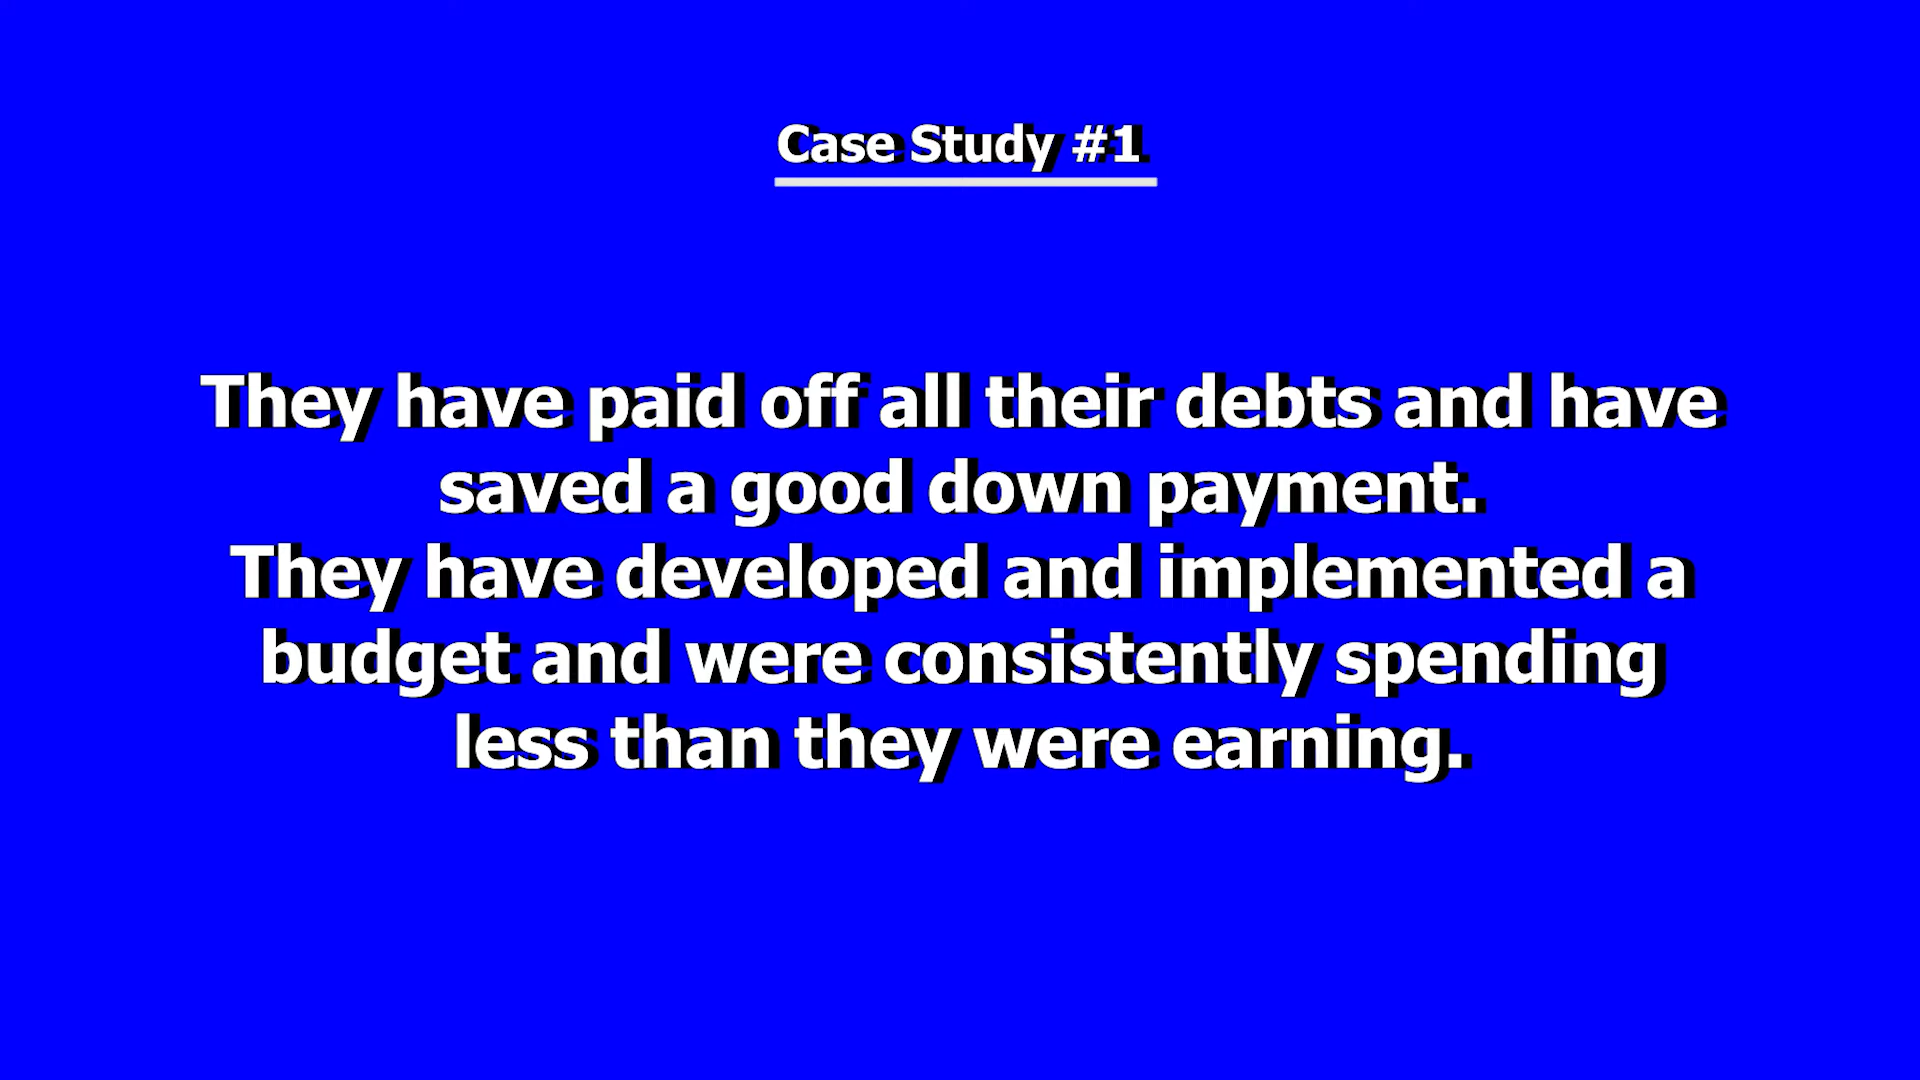 Case Study #1
They have paid off all their debts and have
saved a good down payment.
They have developed and implemented a
budget and were consistently spending
less than they were earning.